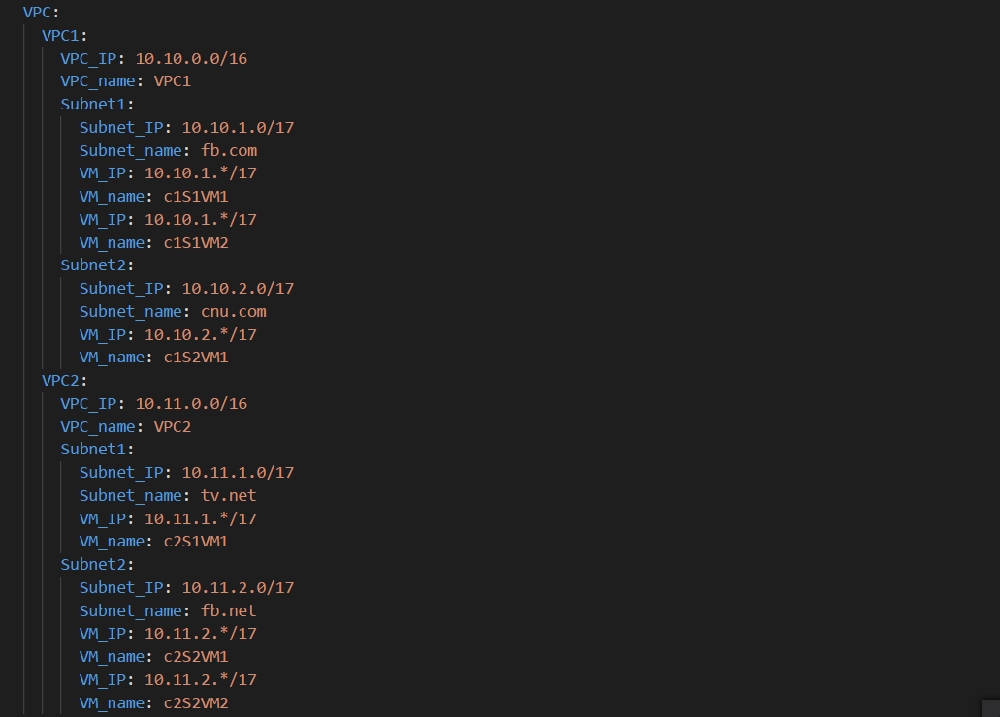 VPC:
VPC1:
VPC_IP: 10.10.0.0/16
VPC_name: VPC1
Subnet1:
Subnet_IP: 10.10.1.0/17
Subnet_name: fb.com
VM_IP: 10.10.1.*/17
VM_name: c1S1VM1
VM_IP: 10.10.1.*/17
VM_name: c1S1VM2
Subnet2:
Subnet_IP: 10.10.2.0/17
Subnet_name: cnu.com
VM_IP: 10.10.2.*/17
VM_name: c1S2VM1
VPC2:
VPC_IP: 10.11.0.0/16
VPC_name: VPC2
Subnet1:
Subnet_IP: 10.11.1.0/17
Subnet_name: tv.net
VM_IP: 10.11.1.*/17
VM_name: c2S1VM1
Subnet2:
Subnet_IP: 10.11.2.0/17
Subnet_name: fb.net
VM_IP: 10.11.2.*/17
VM_name: c2S2VM1
VM_IP: 10.11.2.*/17
VM_name: c2S2VM2